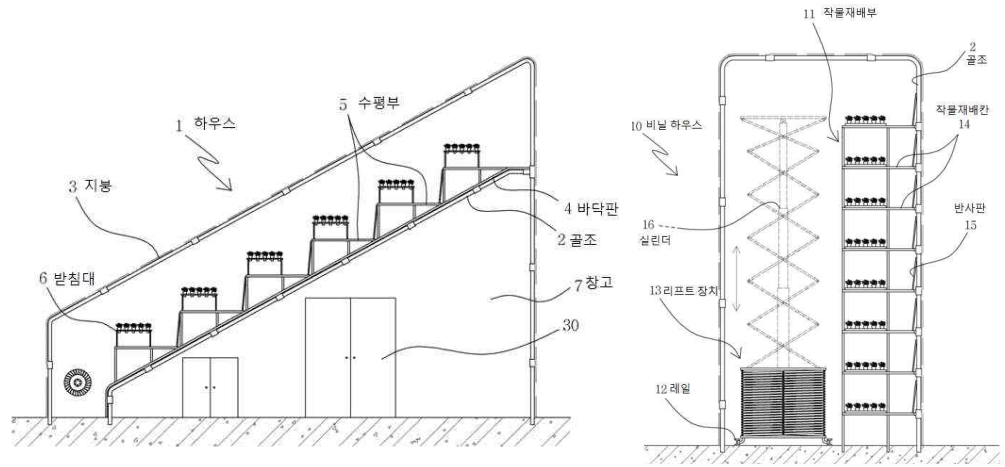 1 하우스
5 수평부
3 지붕
4 바닥판
2 골조
6 받침대
7 창고
30
11 작물재배부
2
골조
10 비닐 하우스
작물재배칸
14
16
실린더
반사판
15
13 리프트 장치
12 레일